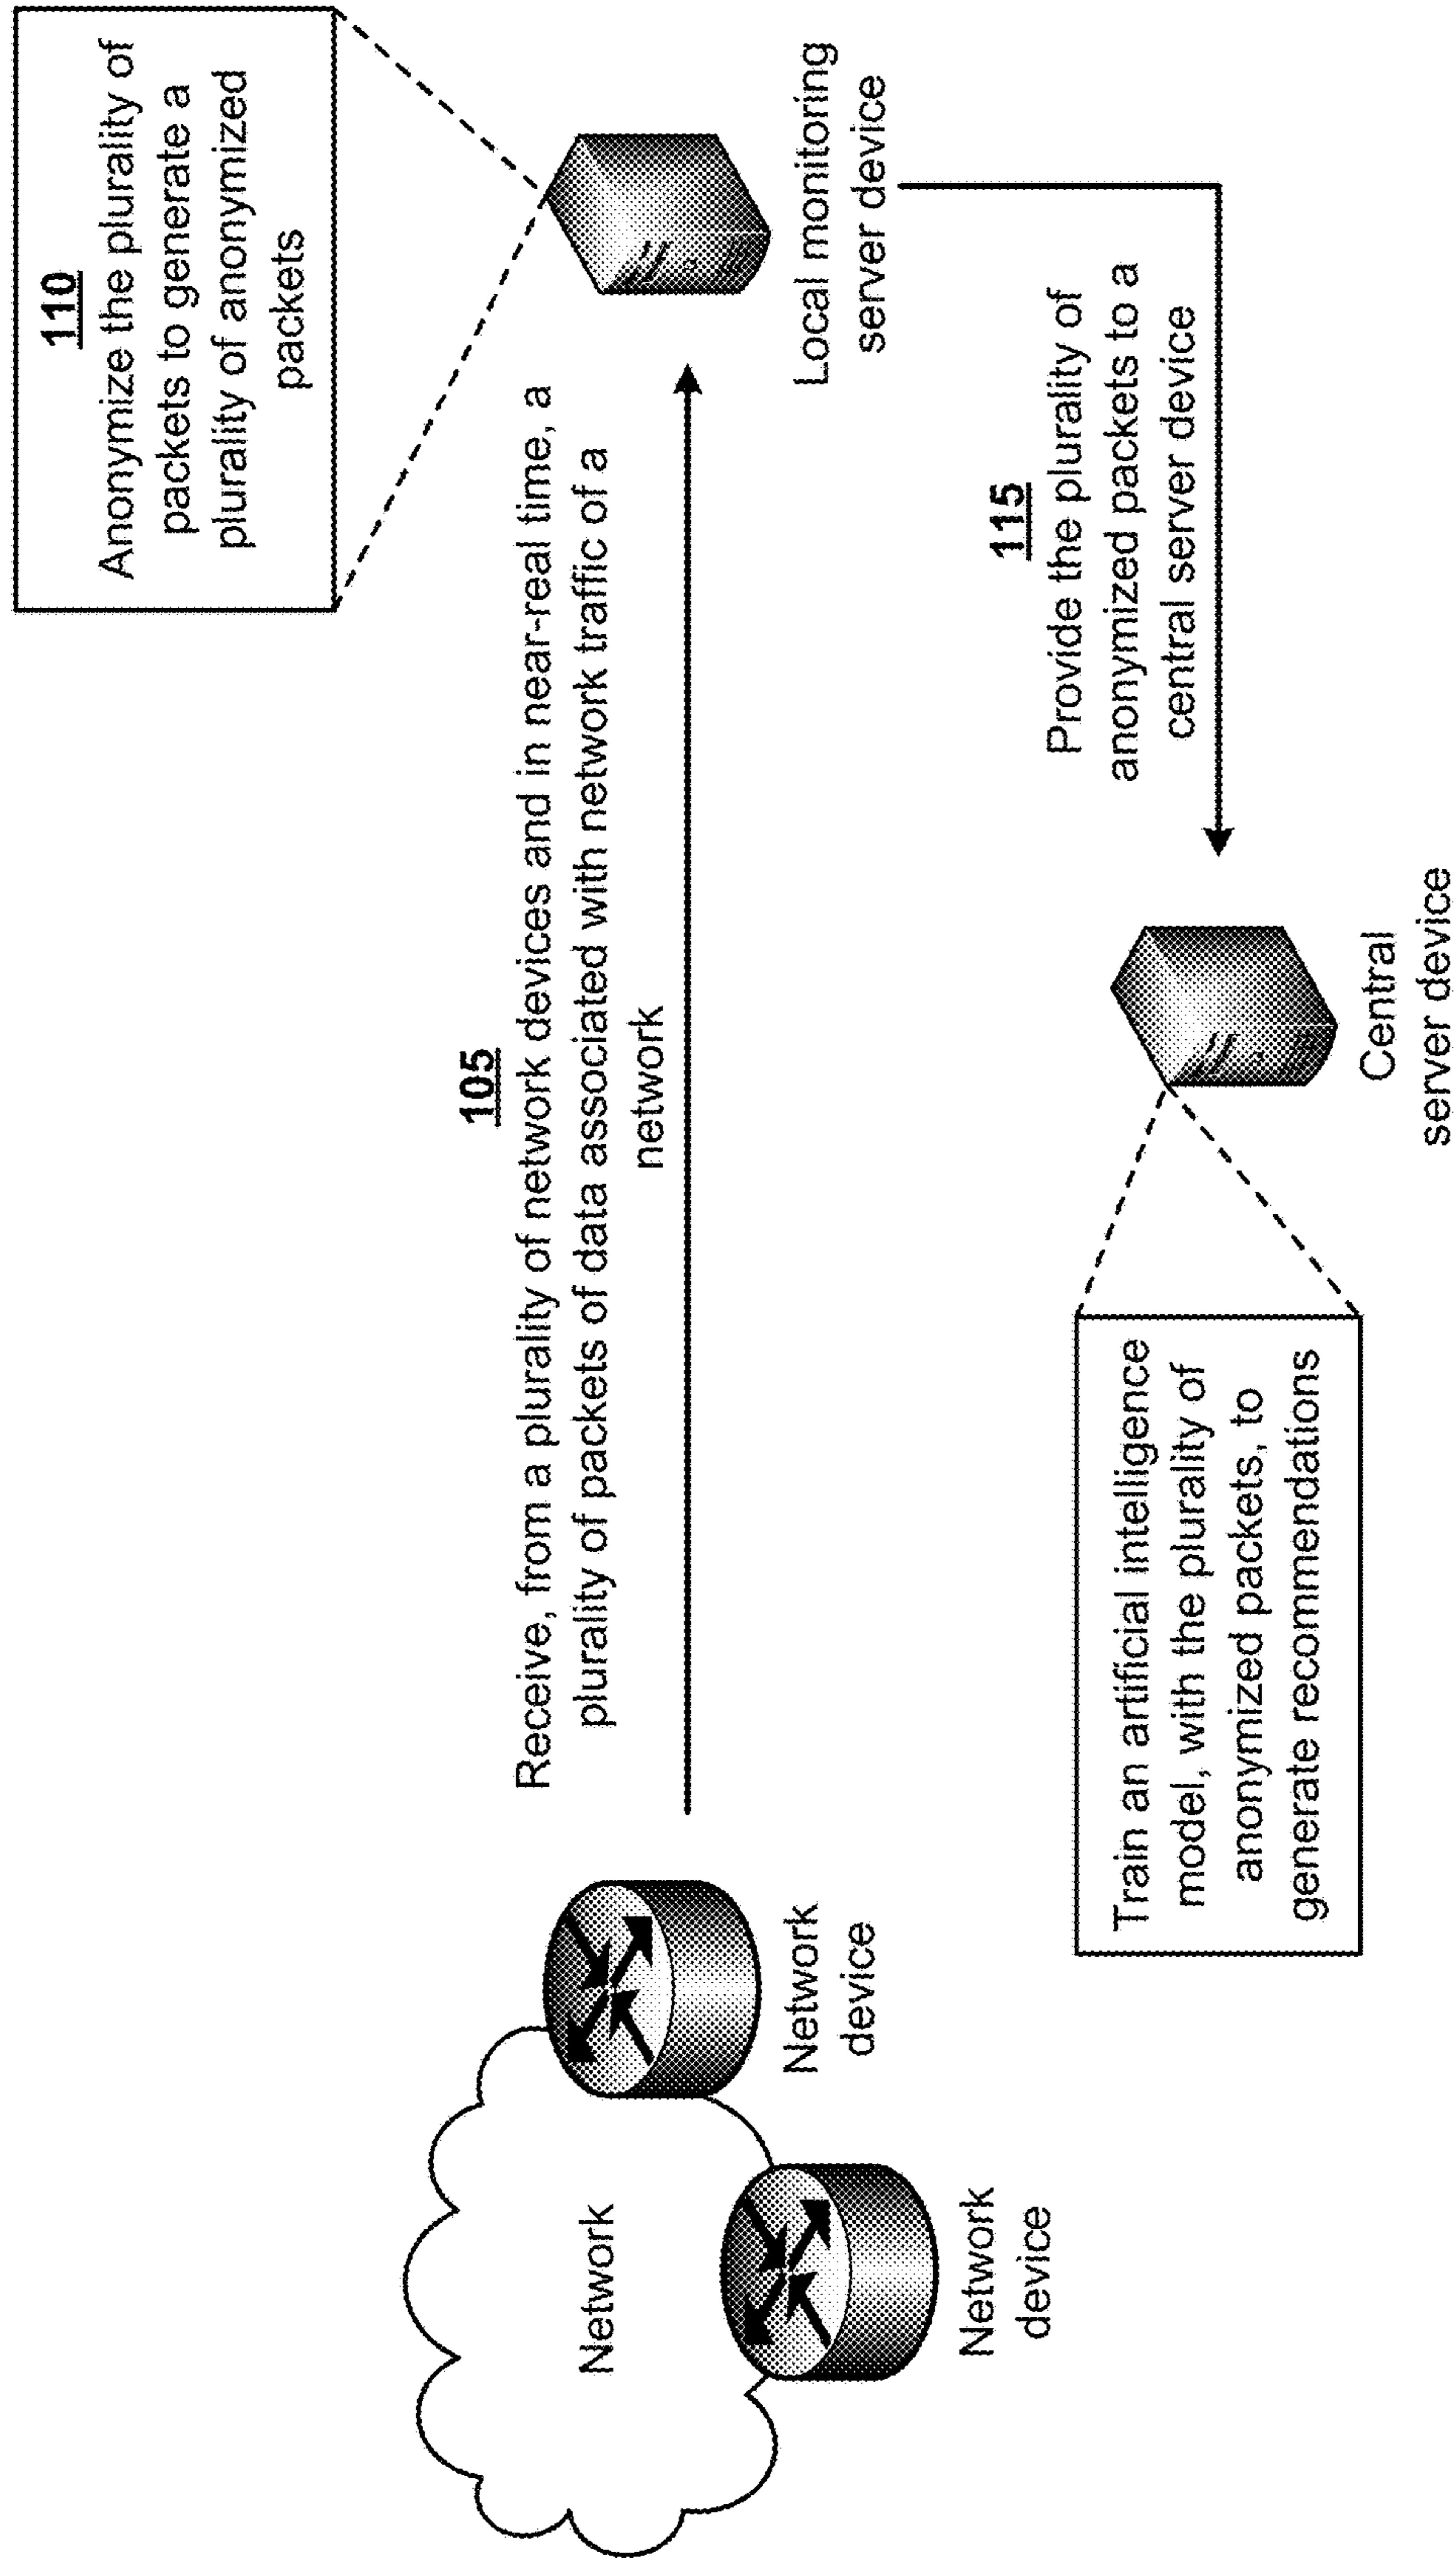 110
Anonymize the plurality of
packets to generate a
plurality of anonymized
packets
105
Receive, from a plurality of network devices and in near-real time, a
plurality of packets of data associated with network traffic of a
network
Network
Network
device
Network
device
Local monitoring
server device
115
Provide the plurality of
anonymized packets to a
central server device
Train an artificial intelligence
model, with the plurality of
anonymized packets, to
generate recommendations
Central
server device